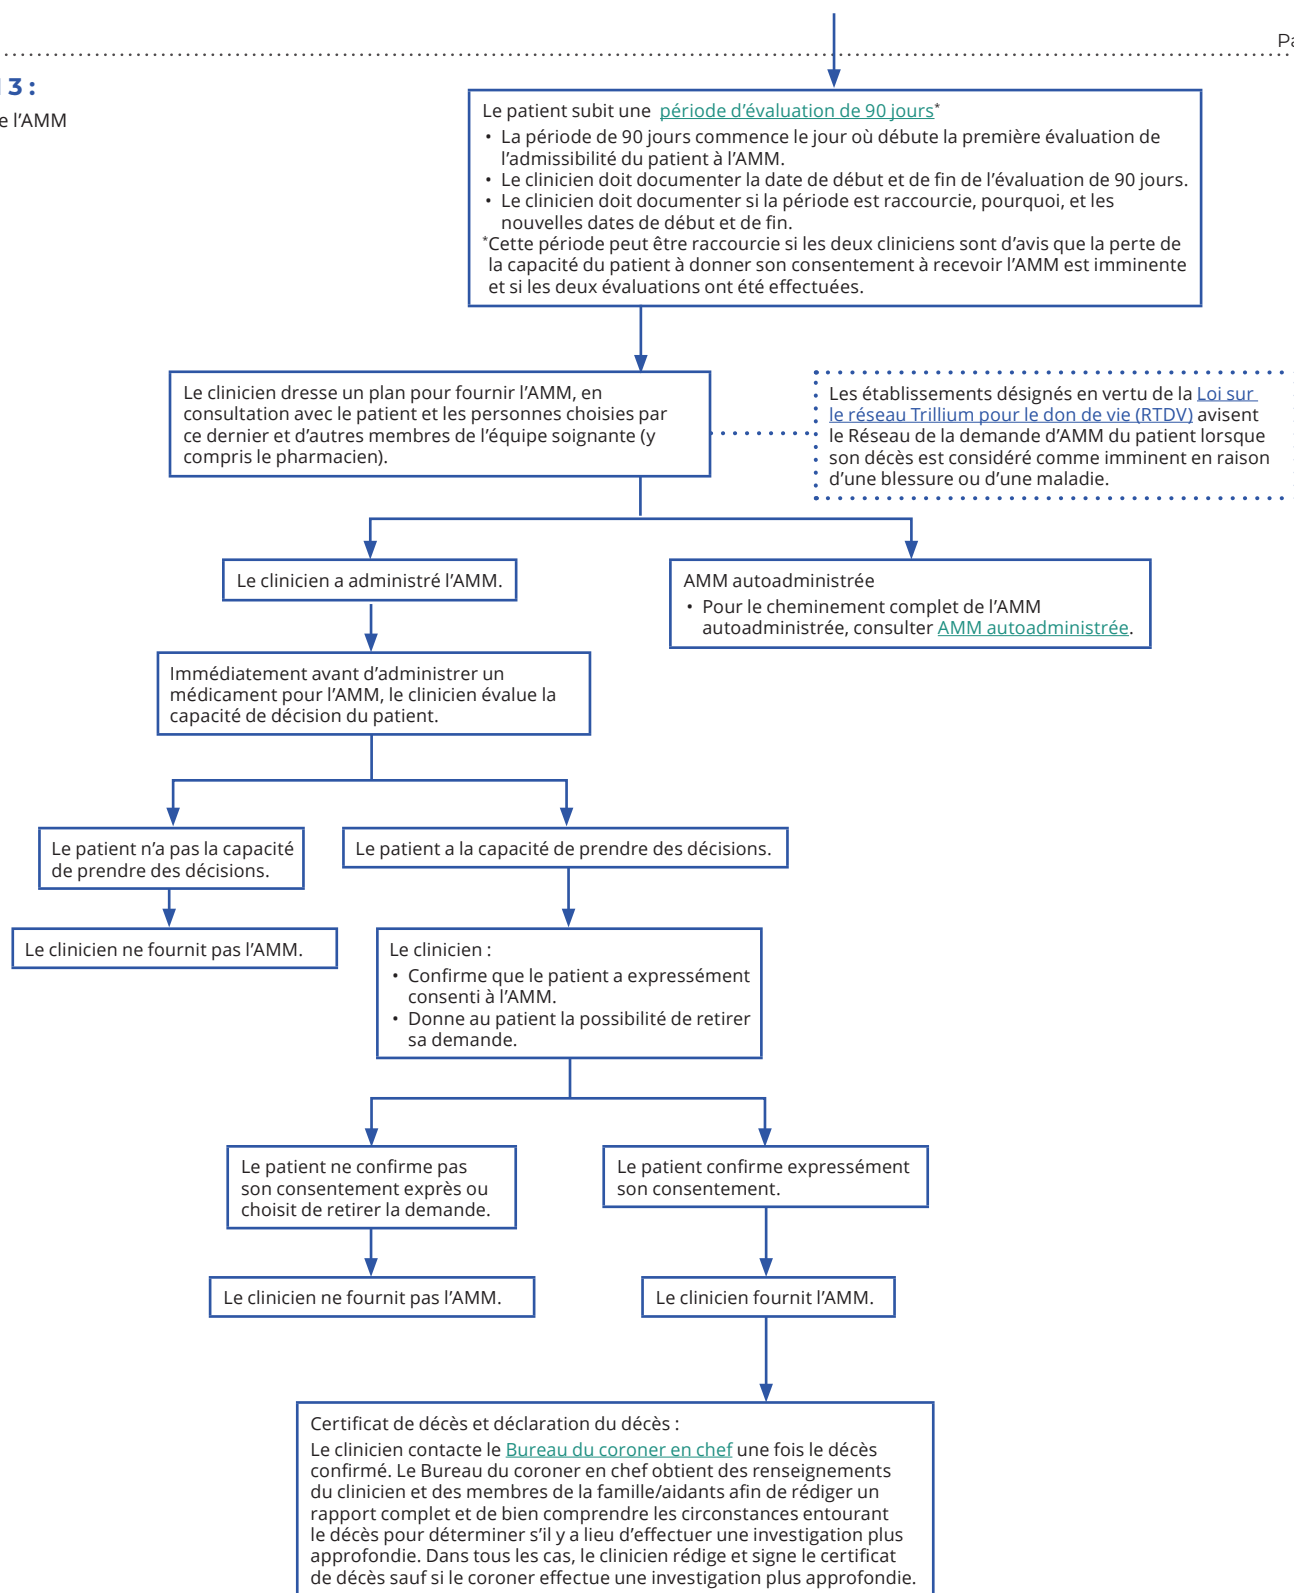 Pa
3 :
e l’AMM
Le patient subit une période d’évaluation de 90 jours*
• La période de 90 jours commence le jour où débute la première évaluation de
l’admissibilité du patient à l’AMM.
• Le clinicien doit documenter la date de début et de fin de l’évaluation de 90 jours.
• Le clinicien doit documenter si la période est raccourcie, pourquoi, et les
nouvelles dates de début et de fin.
*Cette période peut être raccourcie si les deux cliniciens sont d’avis que la perte de
la capacité du patient à donner son consentement à recevoir l’AMM est imminente
et si les deux évaluations ont été effectuées.
Le clinicien dresse un plan pour fournir l’AMM, en
consultation avec le patient et les personnes choisies par
ce dernier et d’autres membres de l’équipe soignante (y
compris le pharmacien).
Les établissements désignés en vertu de la Loi sur
le réseau Trillium pour le don de vie (RTDV) avisent
le Réseau de la demande d’AMM du patient lorsque
son décès est considéré comme imminent en raison
d’une blessure ou d’une maladie.
Le clinicien a administré l’AMM.
AMM autoadministrée
• Pour le cheminement complet de l’AMM
autoadministrée, consulter AMM autoadministrée.
Immédiatement avant d’administrer un
médicament pour l’AMM, le clinicien évalue la
capacité de décision du patient.
Le patient n’a pas la capacité
de prendre des décisions.
Le patient a la capacité de prendre des décisions.
Le clinicien ne fournit pas l’AMM.
Le clinicien :
• Confirme que le patient a expressément
consenti à l’AMM.
• Donne au patient la possibilité de retirer
sa demande.
Le patient ne confirme pas
son consentement exprès ou
choisit de retirer la demande.
Le patient confirme expressément
son consentement.
Le clinicien ne fournit pas l’AMM.
Le clinicien fournit l’AMM.
Certificat de décès et déclaration du décès :
Le clinicien contacte le Bureau du coroner en chef une fois le décès
confirmé. Le Bureau du coroner en chef obtient des renseignements
du clinicien et des membres de la famille/aidants afin de rédiger un
rapport complet et de bien comprendre les circonstances entourant
le décès pour déterminer s’il y a lieu d’effectuer une investigation plus
approfondie. Dans tous les cas, le clinicien rédige et signe le certificat
de décès sauf si le coroner effectue une investigation plus approfondie.